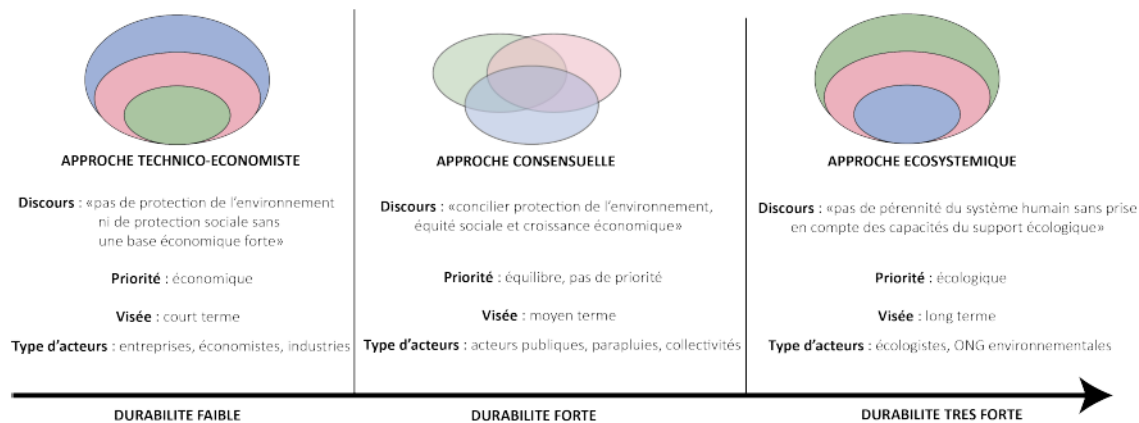 APPROCHE TECHNICO-ECONOMISTE
Discours : «pas de protection de l'environnement
ni de protection sociale sans
une base économique forte»
Priorité : économique
Visée : court terme
Type d'acteurs : entreprises, économistes, industries
APPROCHE CONSENSUELLE
Discours : «concilier protection de l'environnement,
équité sociale et croissance économique»
Priorité : équilibre, pas de priorité
Visée : moyen terme
Type d'acteurs : acteurs publiques, parapluies, collectivités
APPROCHE ECOSYSTEMIQUE
Discours : «pas de pérennité du système humain sans prise
en compte des capacités du support écologique»
Priorité : écologique
Visée : long terme
Type d'acteurs : écologistes, ONG environnementales
DURABILITE FAIBLE
DURABILITE FORTE
DURABILITE TRES FORTE